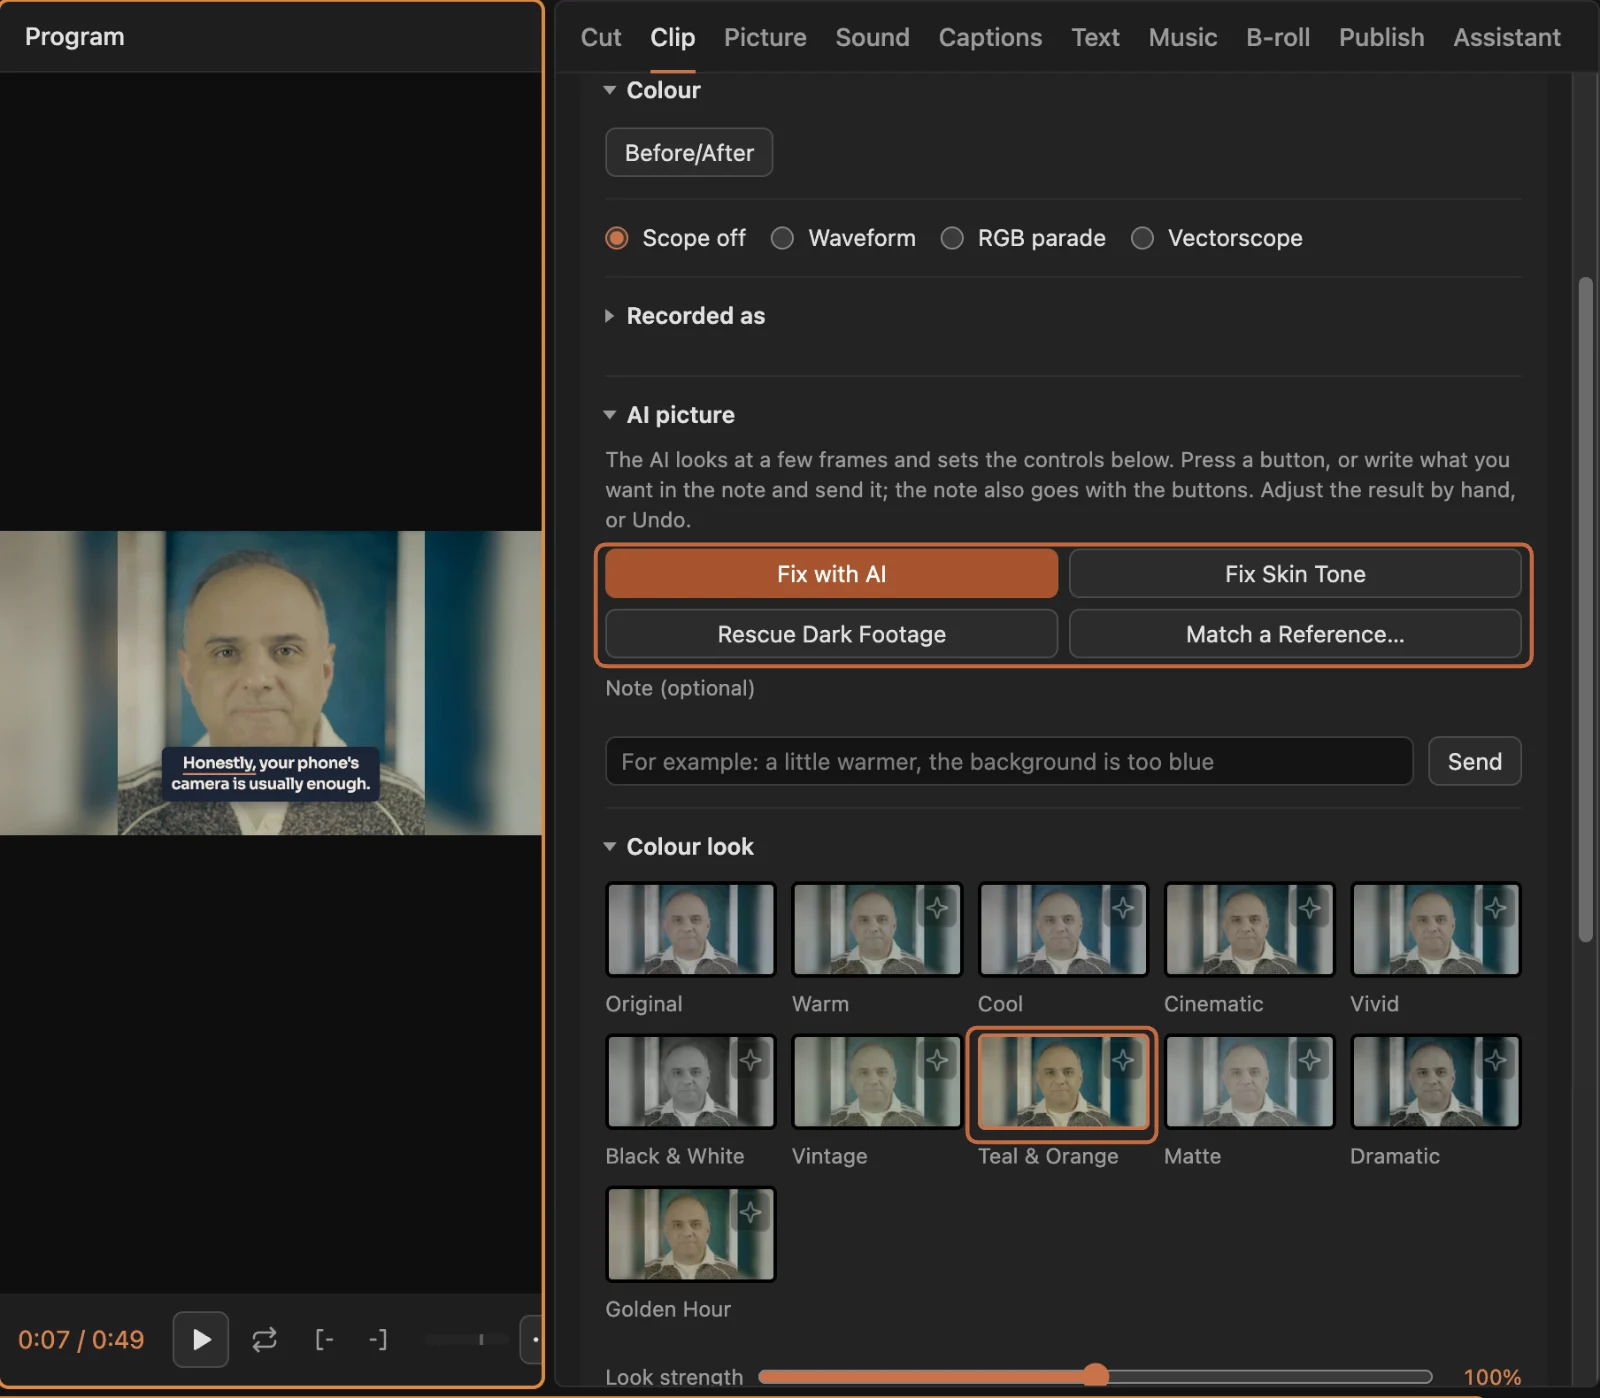 Program
Cut Clip Picture Sound Captions Text Music B-roll Publish Assistant
Colour
Before/After
Scope off Waveform RGB parade Vectorscope
Recorded as
AI picture
The AI looks at a few frames and sets the controls below. Press a button, or write what you
want in the note and send it; the note also goes with the buttons. Adjust the result by hand,
or Undo.
Fix with AI Fix Skin Tone
Rescue Dark Footage Match a Reference...
Note (optional)
For example: a little warmer, the background is too blue Send
Honestly, your phone's
camera is usually enough.
Colour look
Original Warm Cool Cinematic Vivid
Black & White Vintage Teal & Orange Matte Dramatic
Golden Hour
0:07 / 0:49
Look strength 100%